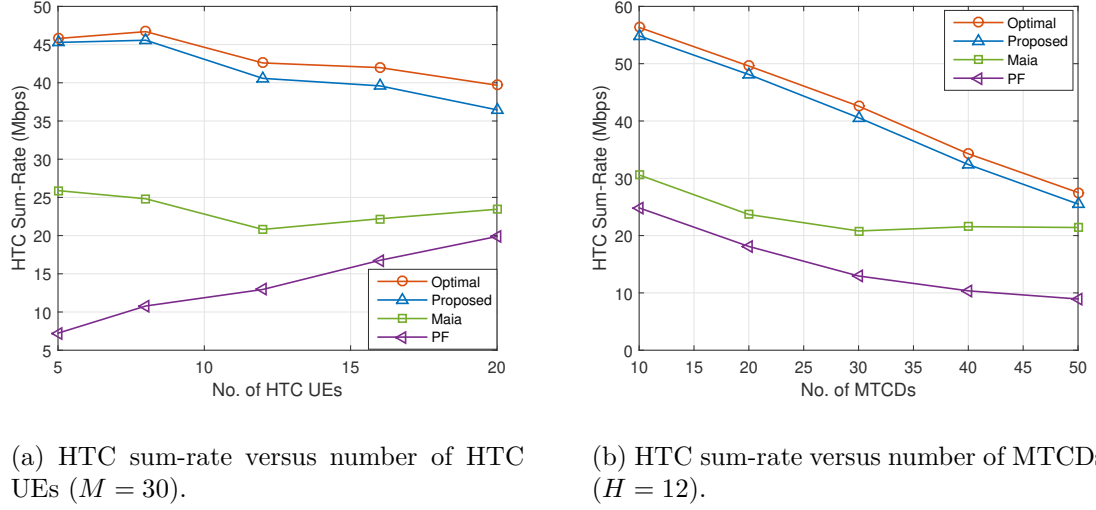 50
45
40
35
30
25
20
15
10
5
HTC Sum-Rate (Mbps)
5
10
15
20
No. of HTC UEs
Optimal
Proposed
Maia
PF
60
50
40
30
20
10
0
HTC Sum-Rate (Mbps)
10
15
20
25
30
35
40
45
50
No. of MTCDs
Optimal
Proposed
Maia
PF
(a) HTC sum-rate versus number of HTC
UEs (M = 30).
(b) HTC sum-rate versus number of MTCDs
(H = 12).